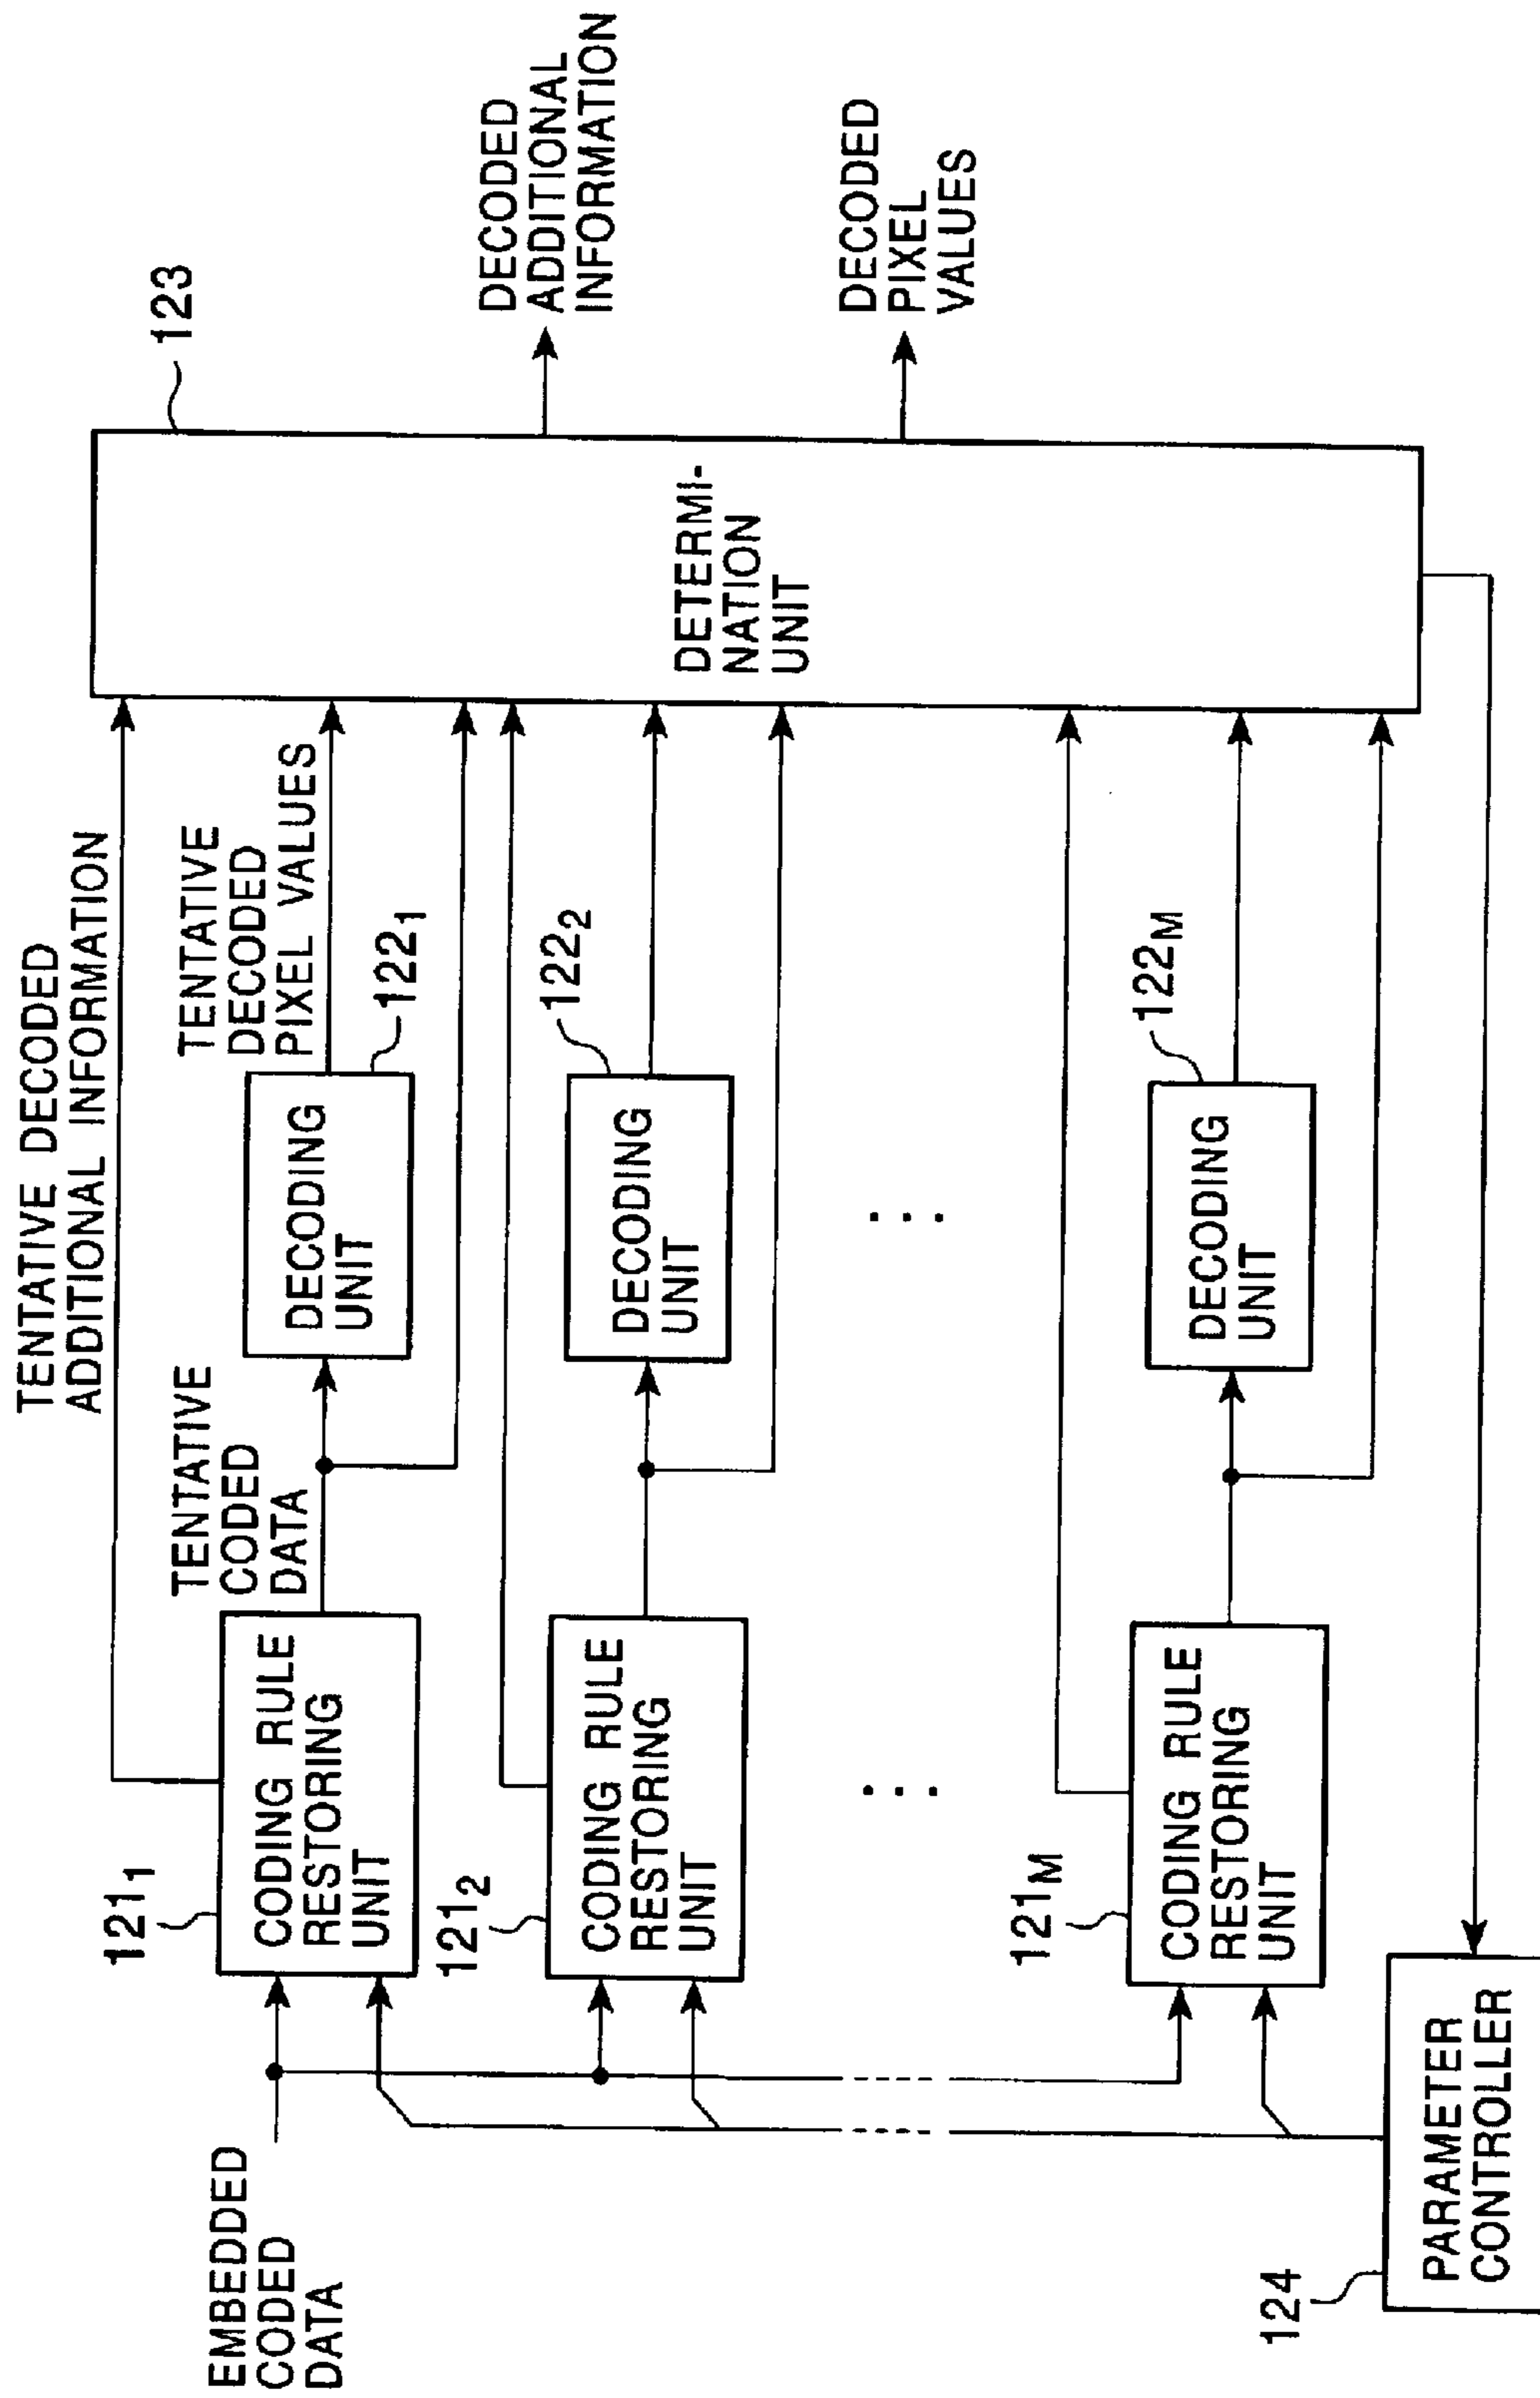 TENTATIVE DECODED
ADDITIONAL INFORMATION
TENTATIVE
CODED
DATA
TENTATIVE
DECODED
PIXEL VALUES
123
EMBEDDED
CODED
DATA
121₁
CODING RULE
RESTORING
UNIT
DECODING
UNIT
122₁
DECODED
ADDITIONAL
INFORMATION
121₂
CODING RULE
RESTORING
UNIT
DECODING
UNIT
122₂
DETERMI-
NATION
UNIT
DECODED
PIXEL
VALUES
...
...
121M
CODING RULE
RESTORING
UNIT
DECODING
UNIT
122M
124
PARAMETER
CONTROLLER